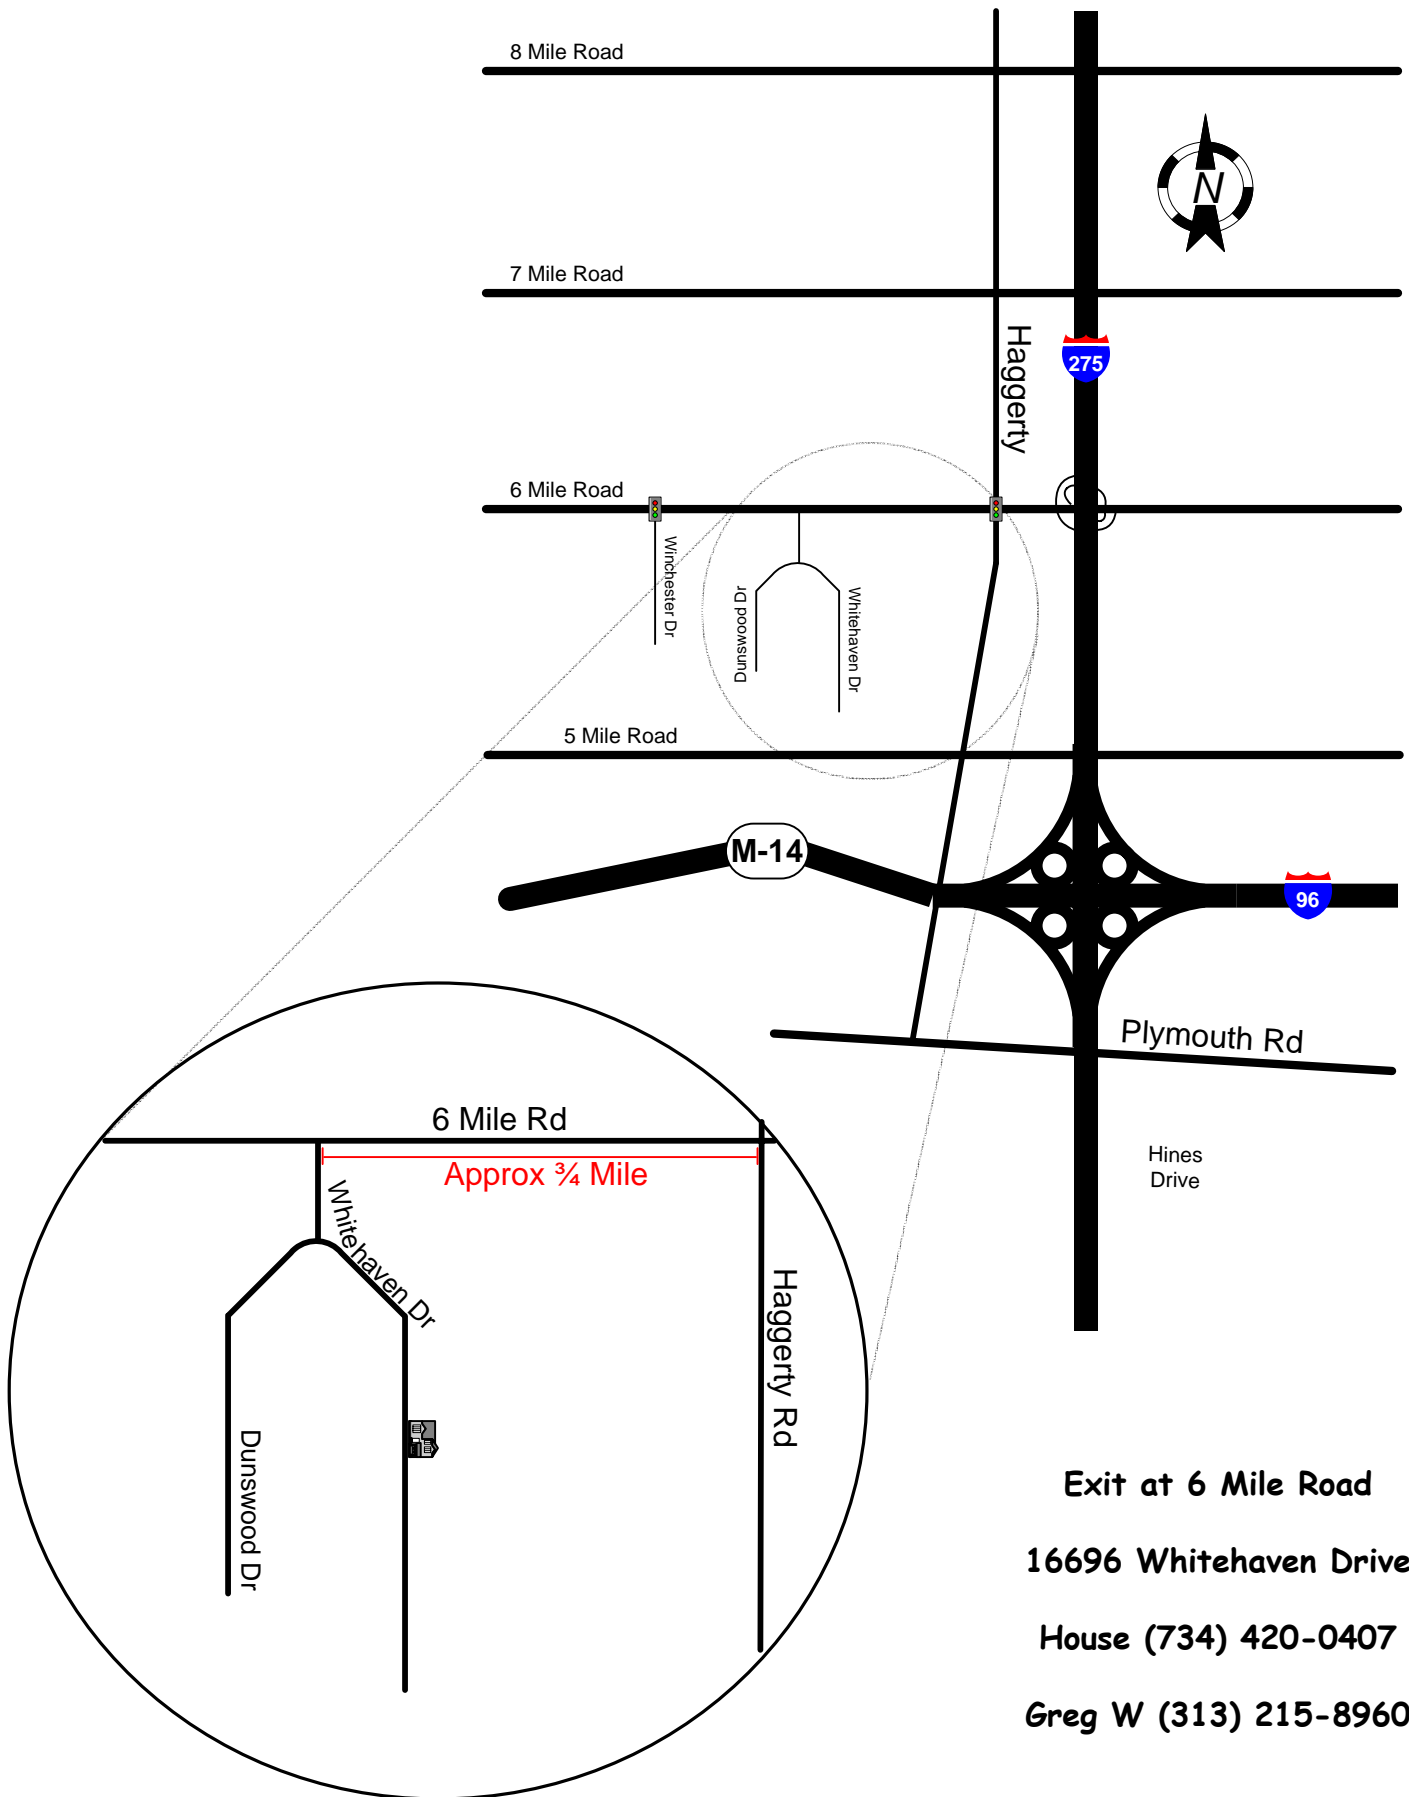 8 Mile Road
N
7 Mile Road
Haggerty
275
6 Mile Road
Winchester Dr
Dunswood Dr
Whitehaven Dr
5 Mile Road
M-14
96
Plymouth Rd
6 Mile Rd
Approx ¾ Mile
Hines
Drive
Whitehaven Dr
Haggerty Rd
Dunswood Dr
Exit at 6 Mile Road
16696 Whitehaven Drive
House (734) 420-0407
Greg W (313) 215-8960